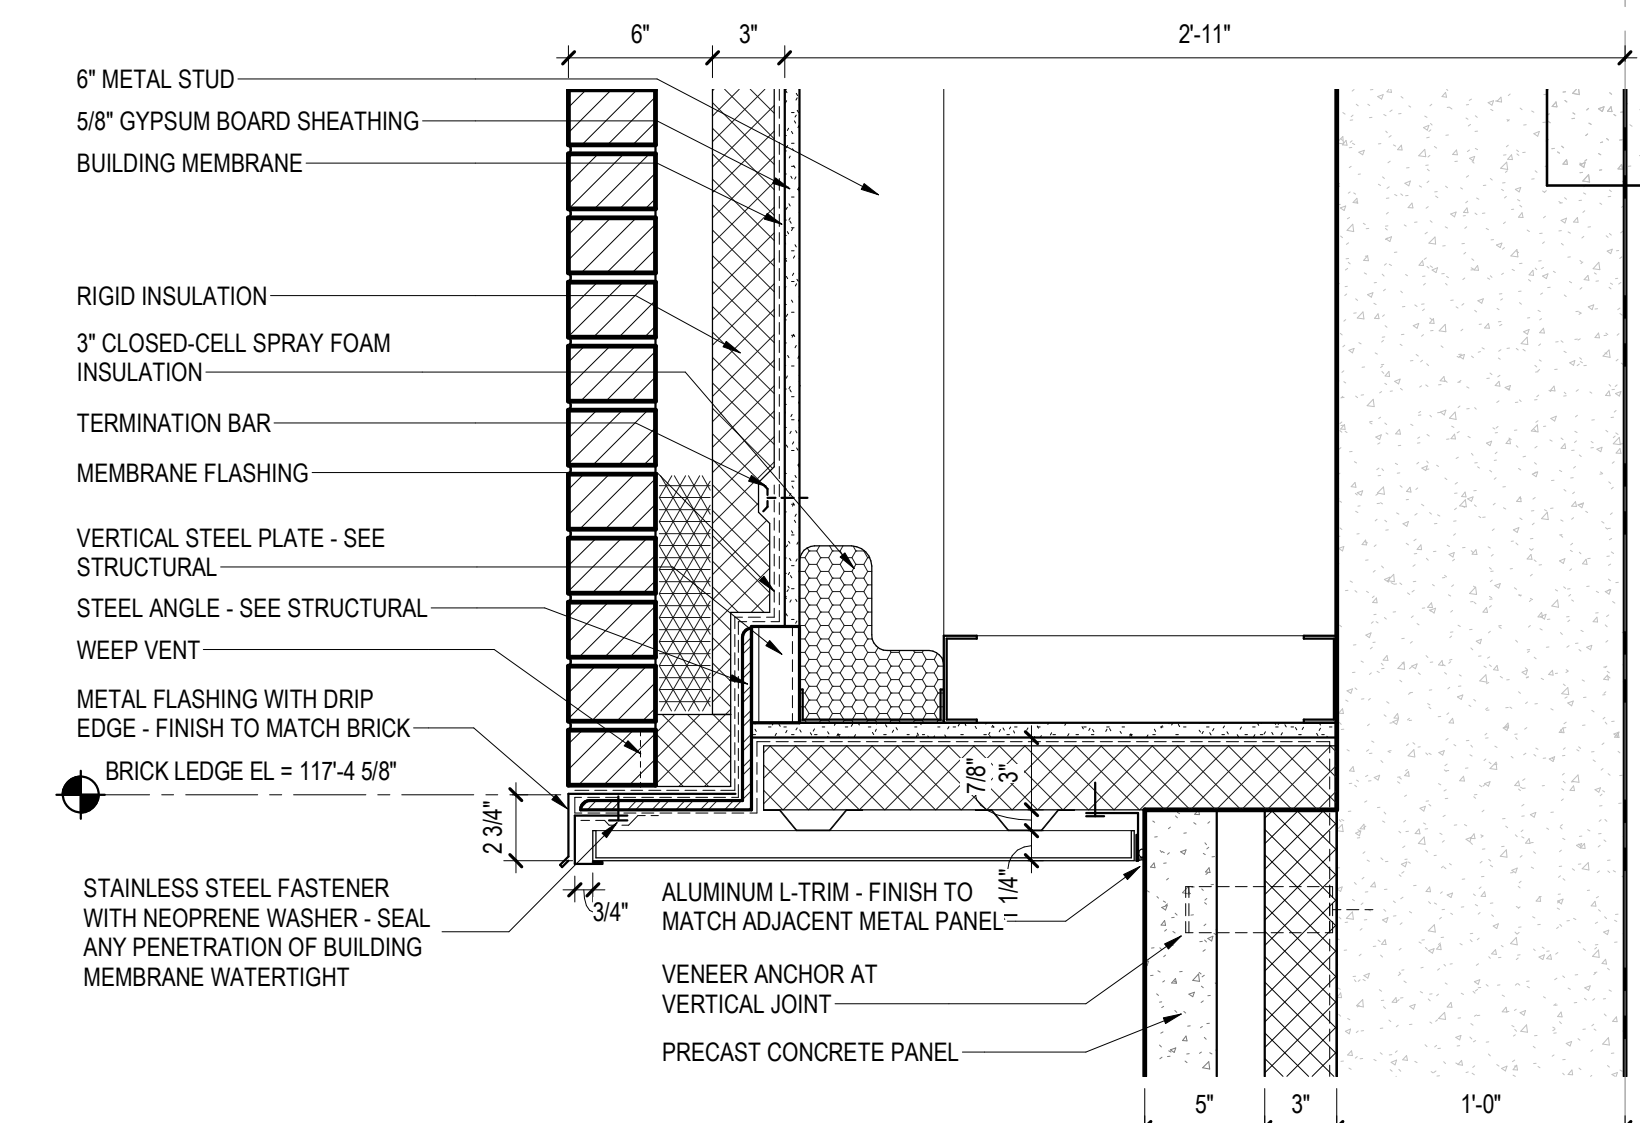 6" 3" 2'-11"
6" METAL STUD
5/8" GYPSUM BOARD SHEATHING
BUILDING MEMBRANE
RIGID INSULATION
3" CLOSED-CELL SPRAY FOAM
INSULATION
TERMINATION BAR
MEMBRANE FLASHING
VERTICAL STEEL PLATE - SEE
STRUCTURAL
STEEL ANGLE - SEE STRUCTURAL
WEEP VENT
METAL FLASHING WITH DRIP
EDGE - FINISH TO MATCH BRICK
BRICK LEDGE EL = 117'-4 5/8"
7/8" 3"
2 3/4"
STAINLESS STEEL FASTENER
WITH NEOPRENE WASHER - SEAL
ANY PENETRATION OF BUILDING
MEMBRANE WATERTIGHT
3/4"
1 1/4"
ALUMINUM L-TRIM - FINISH TO
MATCH ADJACENT METAL PANEL
VENEER ANCHOR AT
VERTICAL JOINT
PRECAST CONCRETE PANEL
5" 3" 1'-0"